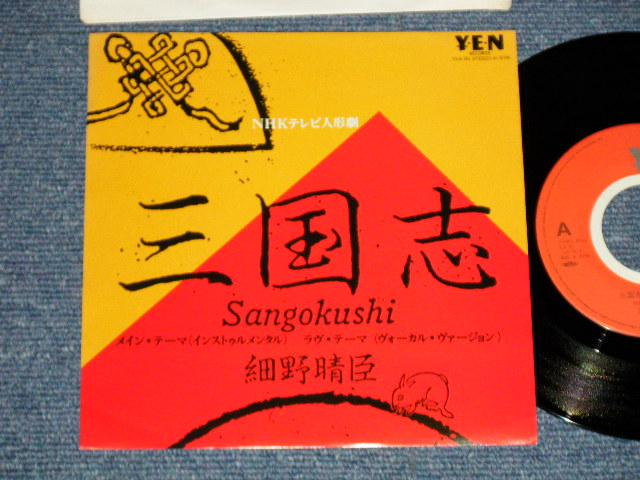 Y·E·N
RECORDS
NHKテレビ人形劇
三国志
Sangokushi
メイン・テーマ(インストゥルメンタル) ラヴ・テーマ (ヴォーカル・ヴァージョン)
細野晴臣
A